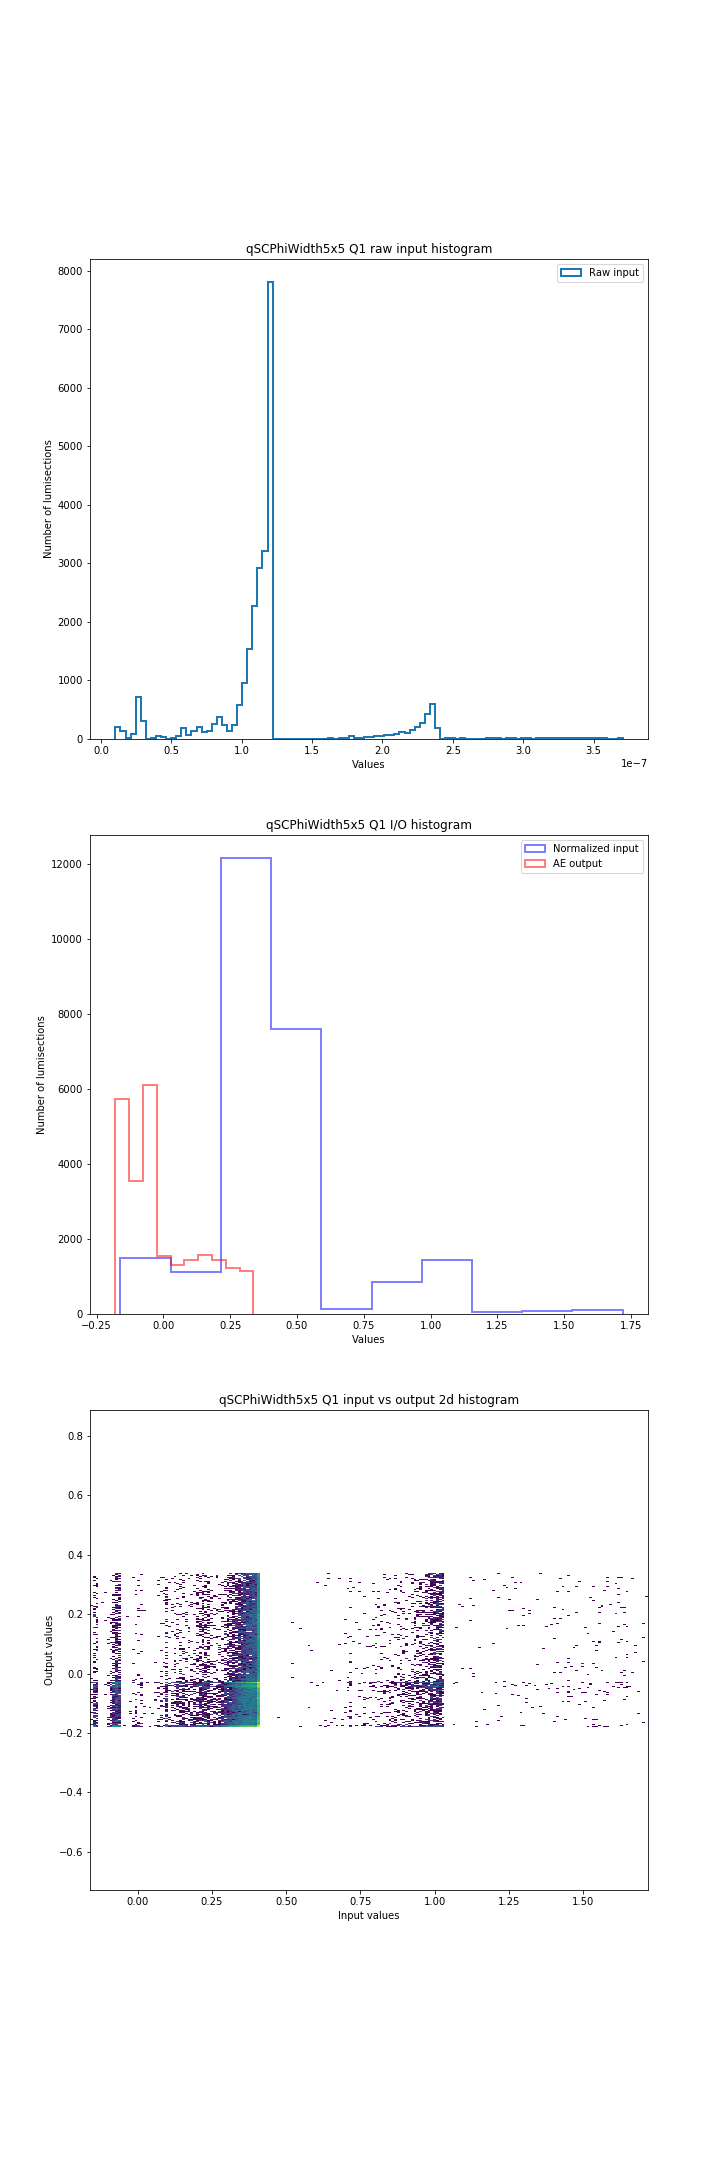 qSCPhiWidth5x5 Q1 raw input histogram
Raw input
8000
7000
6000
5000
4000
3000
2000
1000
0
Number of lumisections
0.0 0.5 1.0 1.5 2.0 2.5 3.0 3.5
1e−7
Values
qSCPhiWidth5x5 Q1 I/O histogram
Normalized input
AE output
12000
10000
8000
6000
4000
2000
0
Number of lumisections
−0.25 0.00 0.25 0.50 0.75 1.00 1.25 1.50 1.75
Values
qSCPhiWidth5x5 Q1 input vs output 2d histogram
0.8
0.6
0.4
0.2
0.0
−0.2
−0.4
−0.6
Output values
0.00 0.25 0.50 0.75 1.00 1.25 1.50
Input values